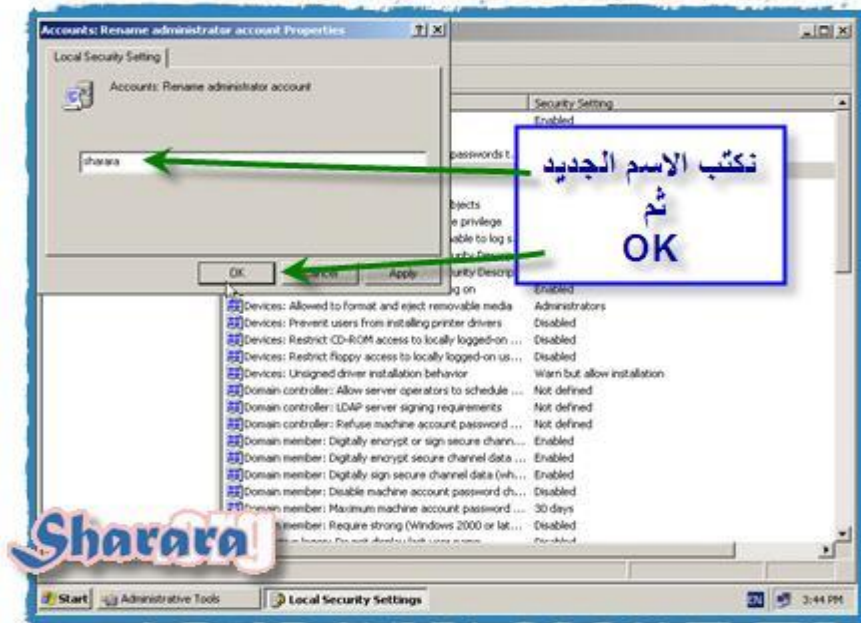 Accounts: Rename administrator account Properties
Local Security Setting
Accounts: Rename administrator account
sharara
OK
Cancel
Apply
Security Setting
Enabled
passwords t...
نكتب الاسم الجديد
ثم
OK
bjects
e privilege
able to log s
urity Descrip
urity Descrip
g on
Enabled
Devices: Allowed to format and eject removable media Administrators
Devices: Prevent users from installing printer drivers Disabled
Devices: Restrict CD-ROM access to locally logged-on ... Disabled
Devices: Restrict floppy access to locally logged-on us... Disabled
Devices: Unsigned driver installation behavior Warn but allow installation
Domain controller: Allow server operators to schedule ... Not defined
Domain controller: LDAP server signing requirements Not defined
Domain controller: Refuse machine account password ... Not defined
Domain member: Digitally encrypt or sign secure chann... Enabled
Domain member: Digitally encrypt secure channel data ... Enabled
Domain member: Digitally sign secure channel data (wh... Enabled
Domain member: Disable machine account password ch... Disabled
Domain member: Maximum machine account password ... 30 days
member: Require strong (Windows 2000 or lat... Disabled
Sharara
Start
Administrative Tools
Local Security Settings
EN
3:44 PM